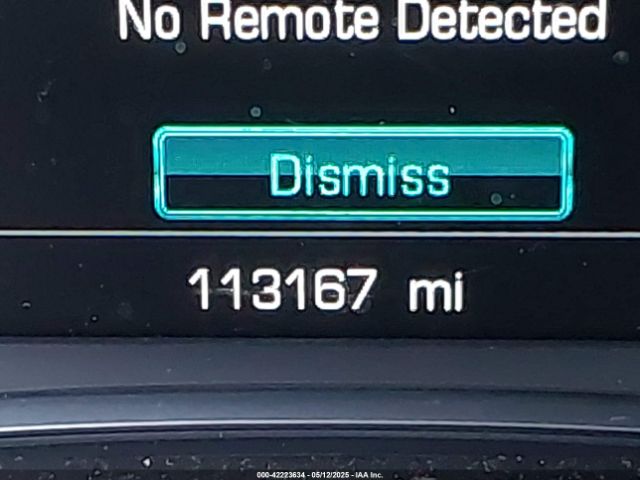 No Remote Detected
Dismiss
113167 mi
000-42223634 - 05/12/2025 - IAA Inc.